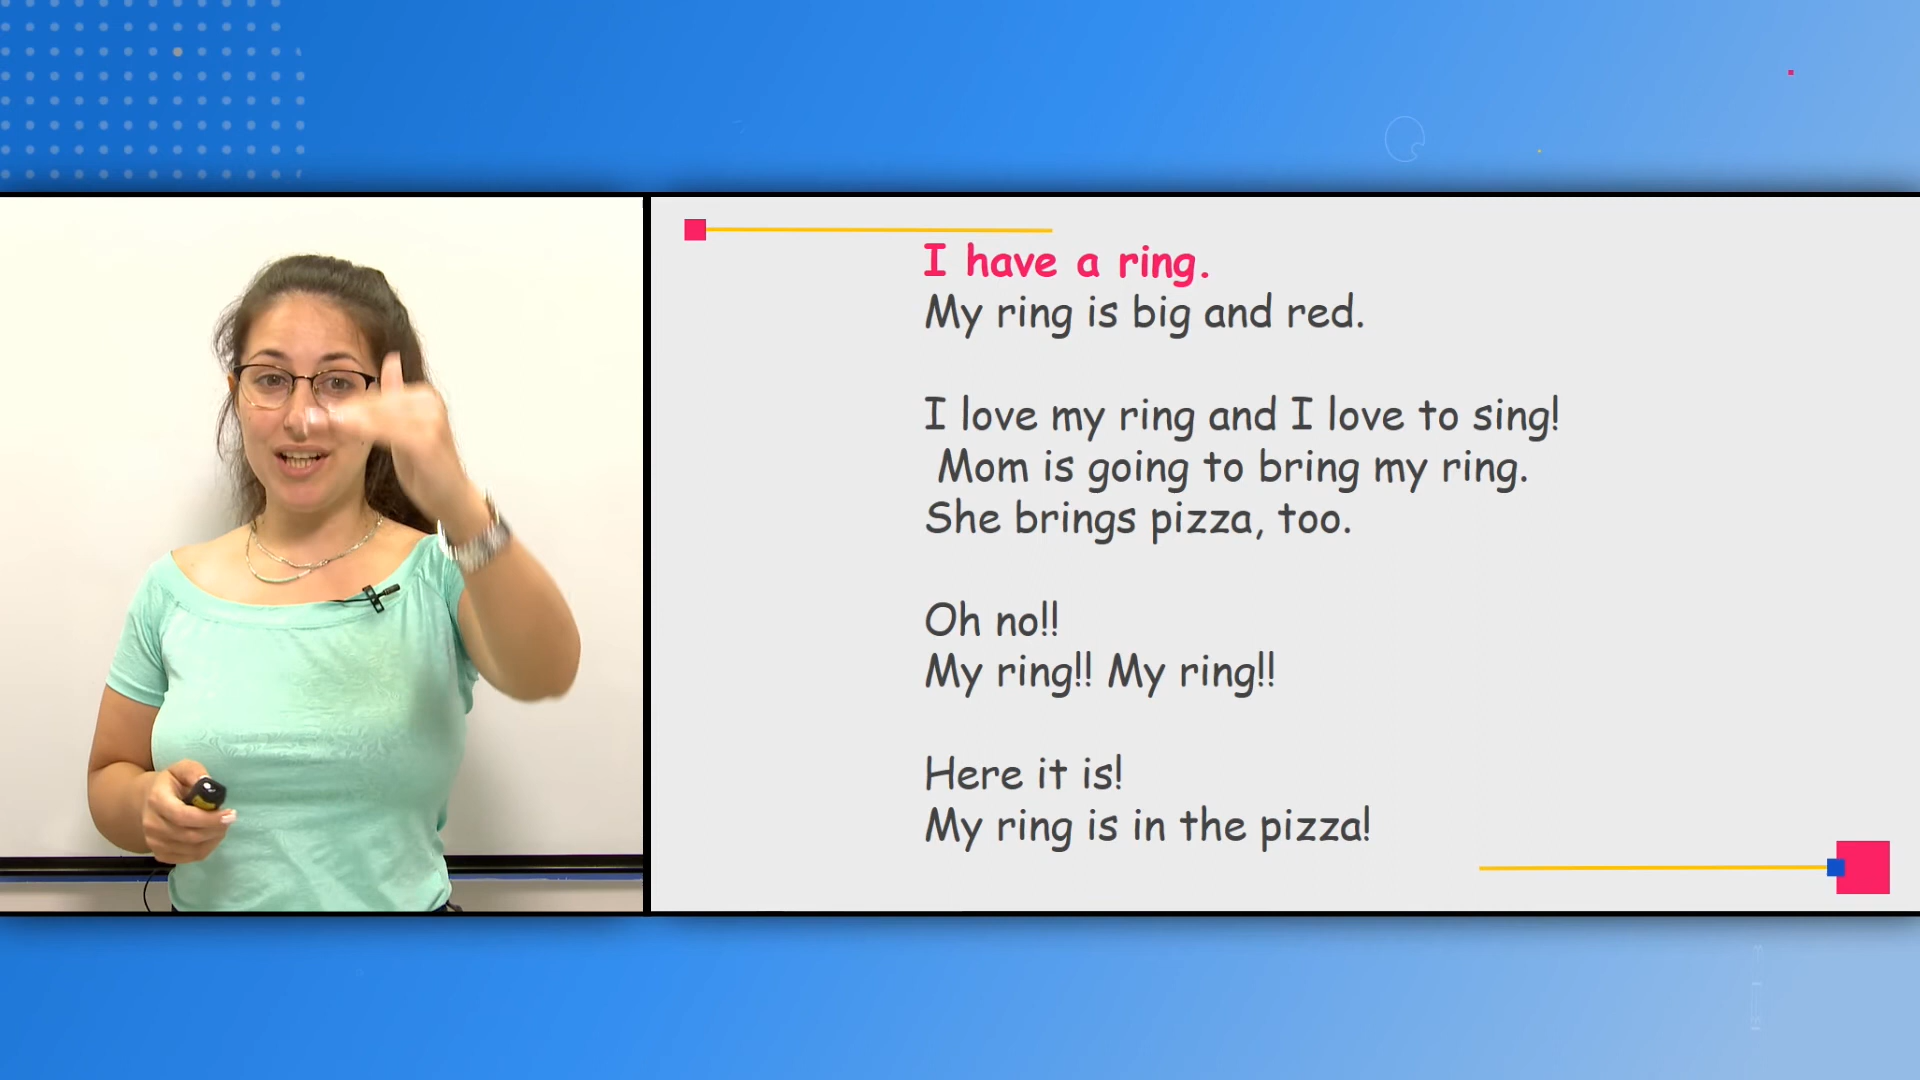 I have a ring.
My ring is big and red.
I love my ring and I love to sing!
Mom is going to bring my ring.
She brings pizza, too.
Oh no!!
My ring!! My ring!!
Here it is!
My ring is in the pizza!